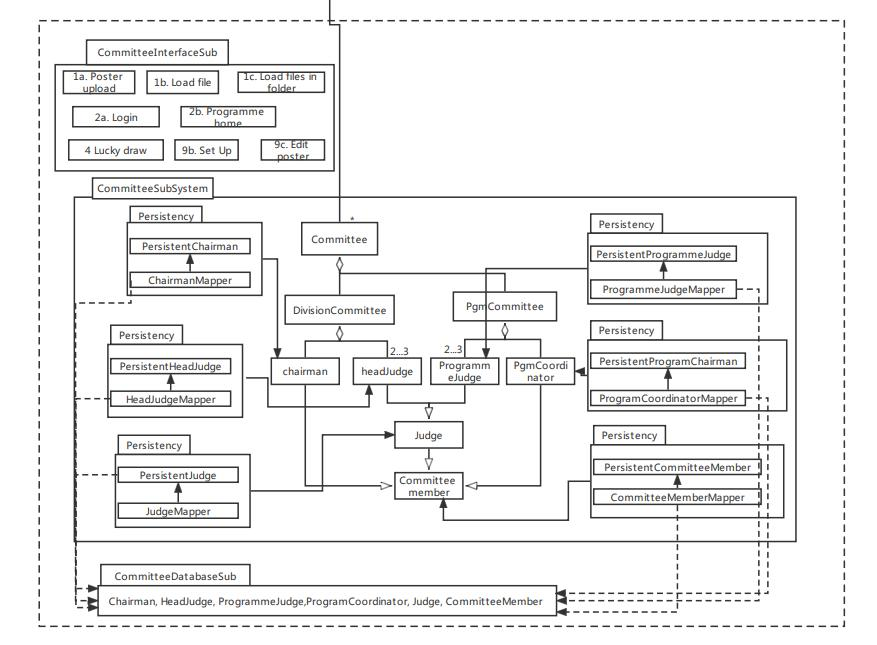 CommitteeInterfaceSub
1a. Poster
upload
1b. Load file
1c. Load files in
folder
2a. Login
2b. Programme
home
4 Lucky draw
9b. Set Up
9c. Edit
poster
CommitteeSubSystem
Persistency
PersistentChairman
ChairmanMapper
*
Committee
Persistency
PersistentProgrammeJudge
ProgrammeJudgeMapper
DivisionCommittee
PgmCommittee
Persistency
PersistentHeadJudge
HeadJudgeMapper
2...3
2...3
chairman
headJudge
Programm
eJudge
PgmCoordi
nator
Persistency
PersistentProgramChairman
ProgramCoordinatorMapper
Judge
Committee
member
Persistency
PersistentJudge
JudgeMapper
Persistency
PersistentCommitteeMember
CommitteeMemberMapper
CommitteeDatabaseSub
Chairman, HeadJudge, ProgrammeJudge,ProgramCoordinator, Judge, CommitteeMember